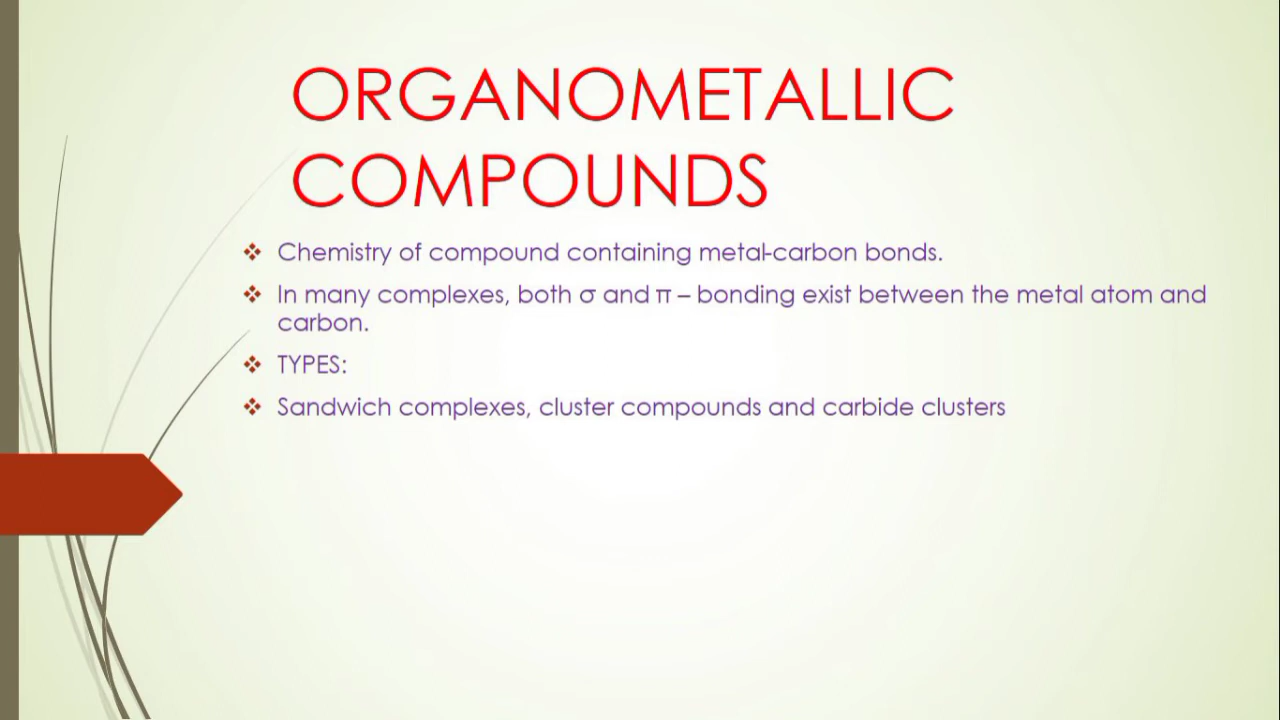 ORGANOMETALLIC
COMPOUNDS
❖ Chemistry of compound containing metal-carbon bonds.
❖ In many complexes, both σ and π – bonding exist between the metal atom and
carbon.
❖ TYPES:
❖ Sandwich complexes, cluster compounds and carbide clusters